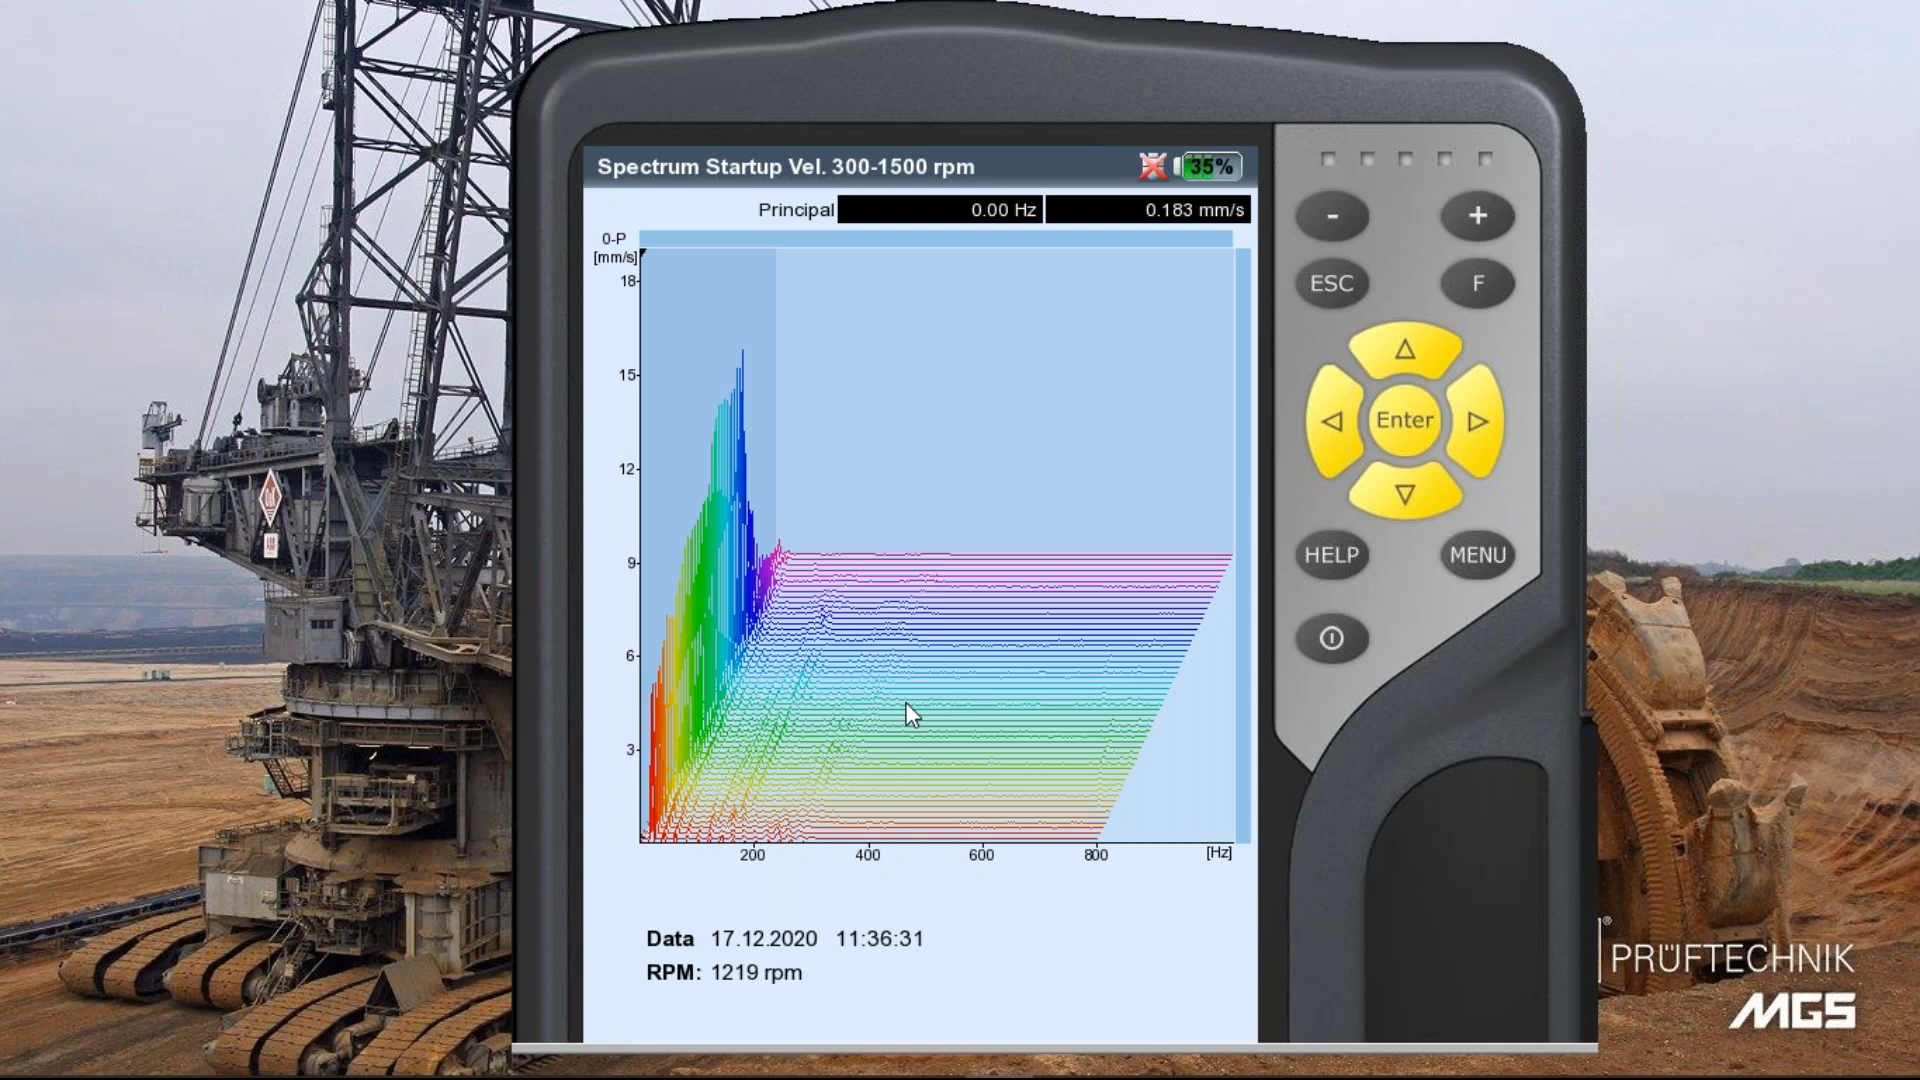 Spectrum Startup Vel. 300-1500 rpm
35%
Principal 0.00 Hz 0.183 mm/s
0-P
[mm/s]
18
15
12
9
6
3
200 400 600 800 [Hz]
Data 17.12.2020 11:36:31
RPM: 1219 rpm
- +
ESC F
Enter
HELP MENU
PRÜFTECHNIK
MGS